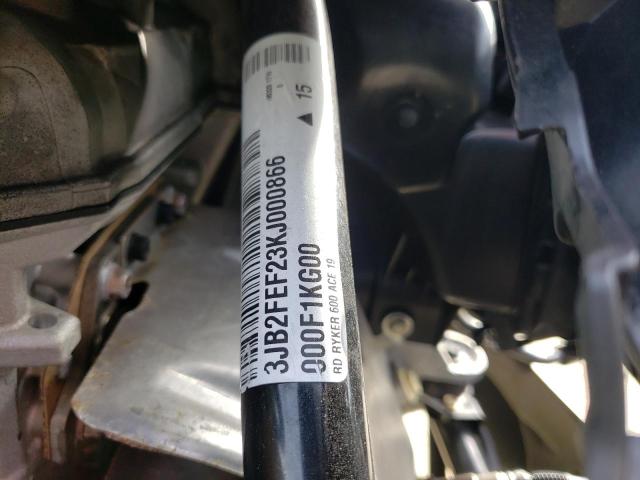 3JB2FEF23KJ000866
000F1KG00
RD RYKER 600 ACE 19
▲ 15